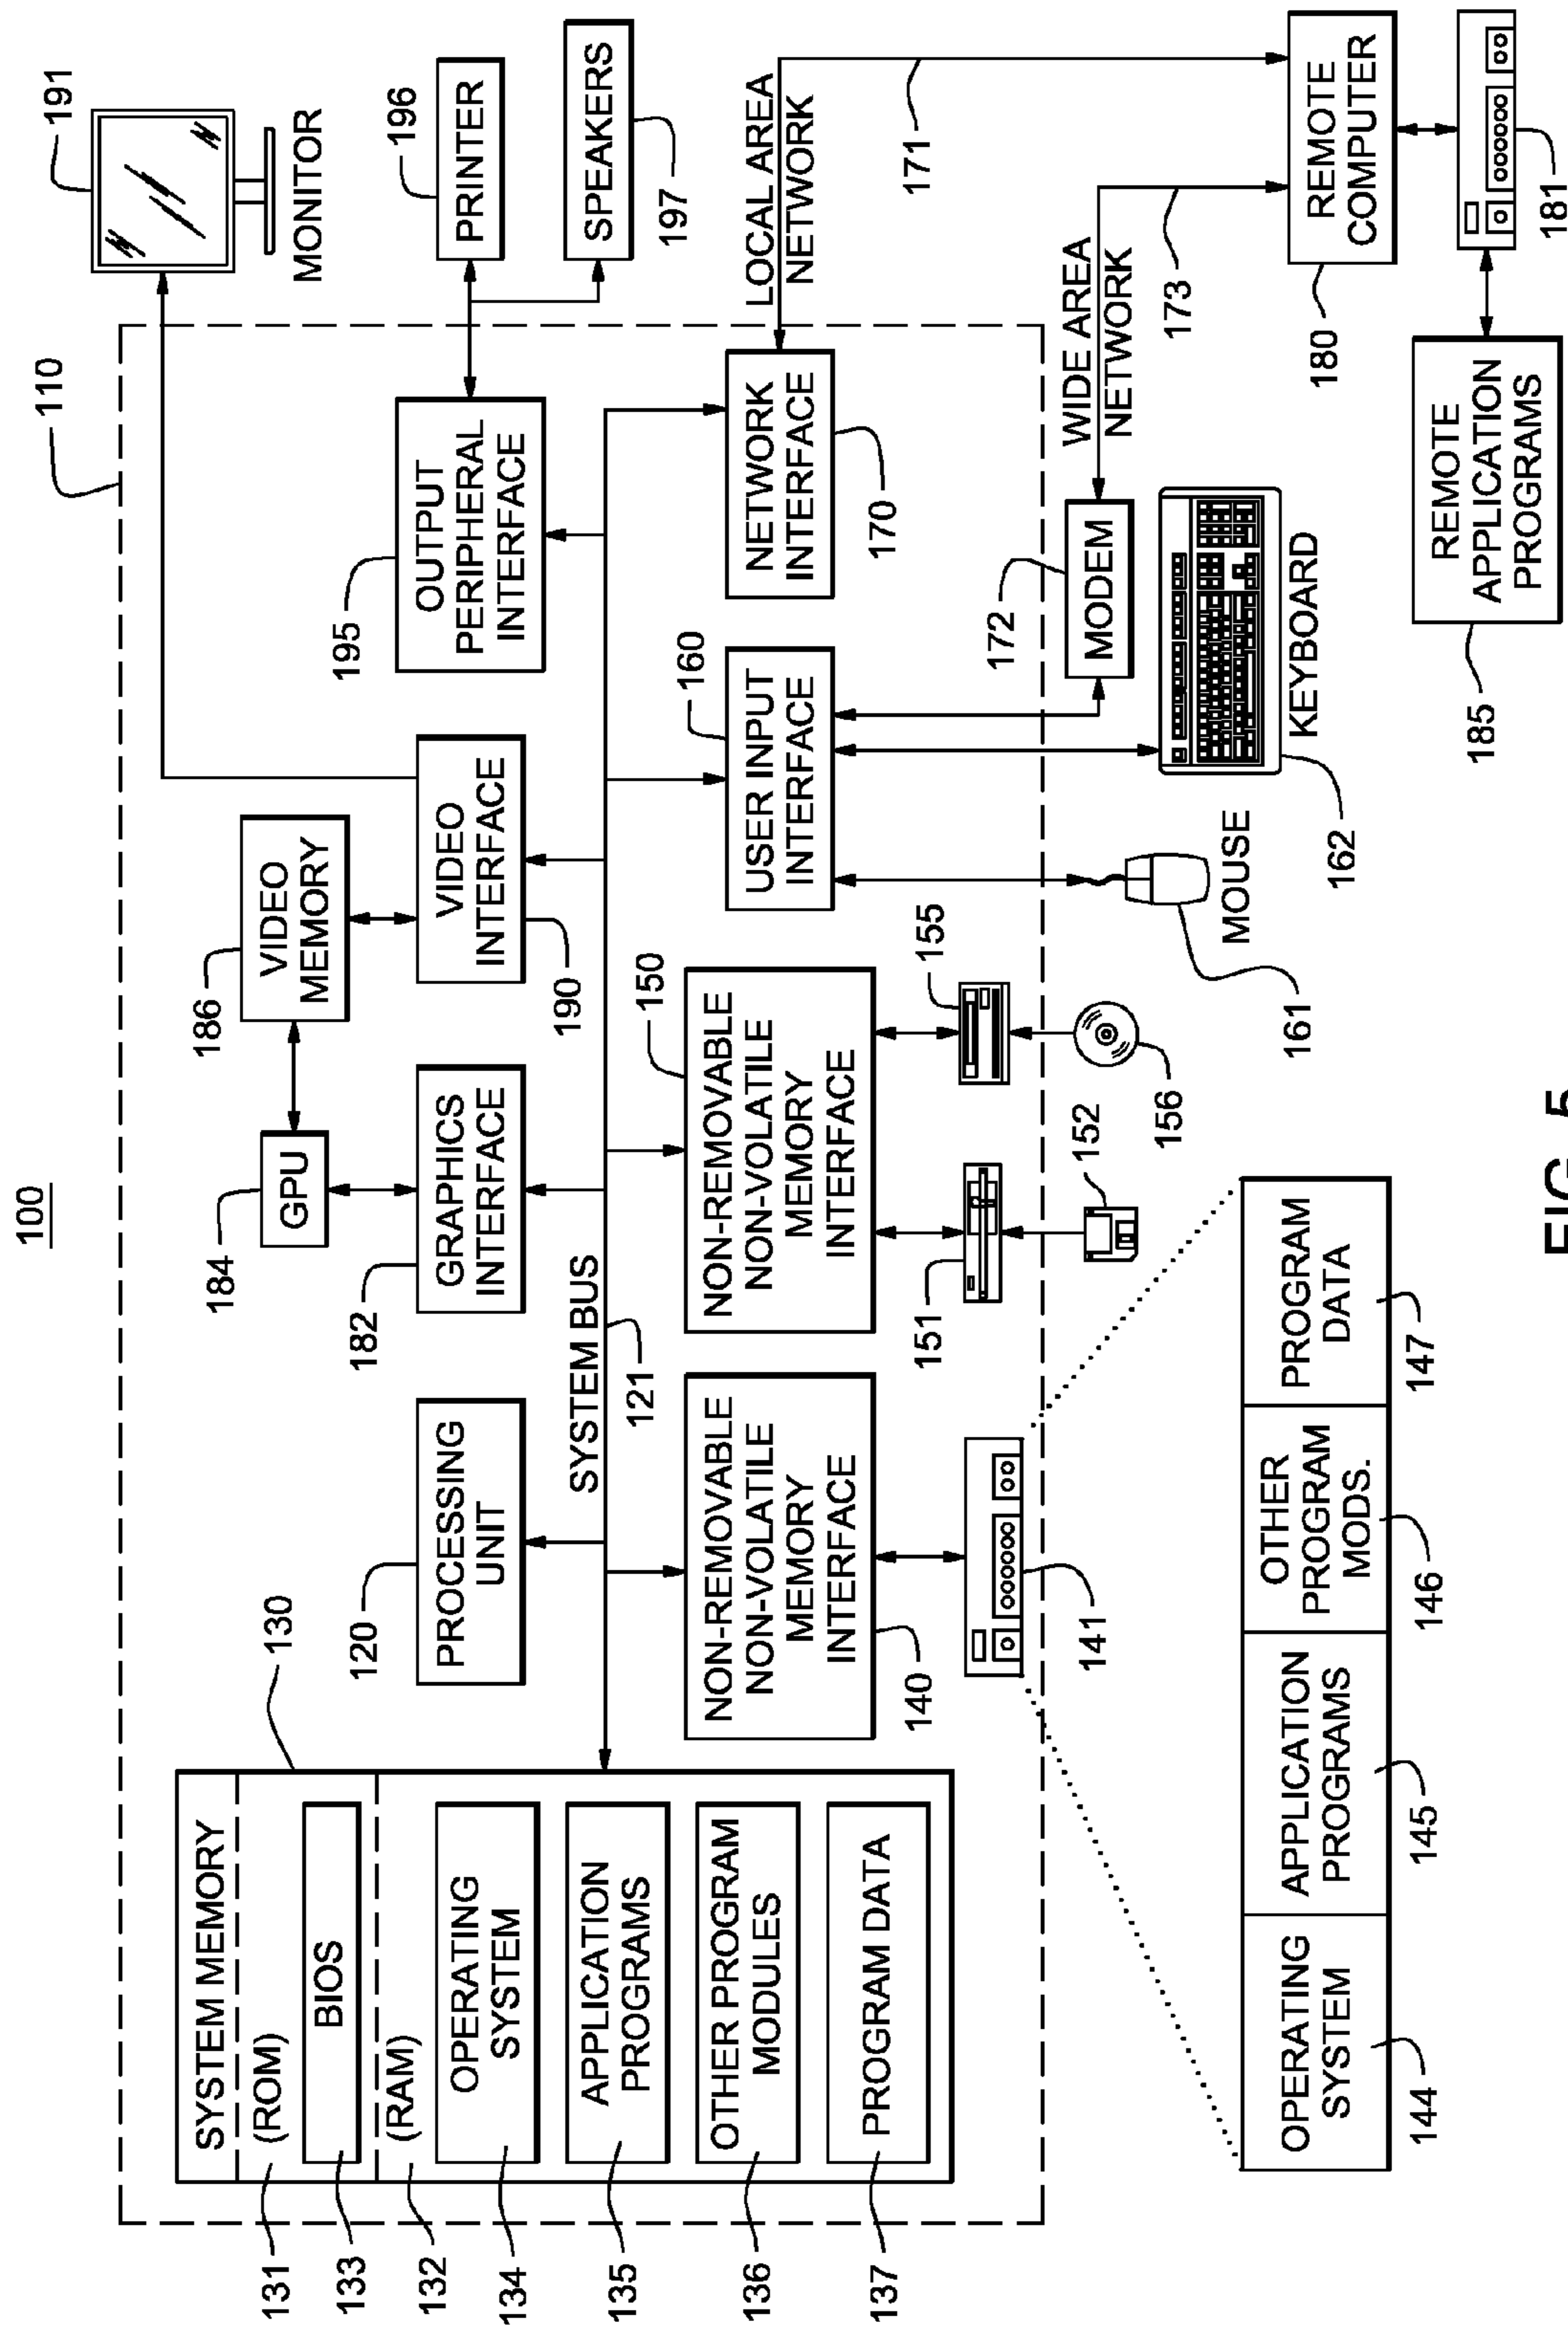 100
110
191
MONITOR
184
GPU
186
VIDEO
MEMORY
130
SYSTEM MEMORY
131
(ROM)
133
BIOS
132
(RAM)
134
OPERATING
SYSTEM
135
APPLICATION
PROGRAMS
136
OTHER PROGRAM
MODULES
137
PROGRAM DATA
120
PROCESSING
UNIT
182
GRAPHICS
INTERFACE
VIDEO
INTERFACE
190
195
OUTPUT
PERIPHERAL
INTERFACE
196
PRINTER
SPEAKERS
197
SYSTEM BUS
121
NON-REMOVABLE
NON-VOLATILE
MEMORY
INTERFACE
140
150
NON-REMOVABLE
NON-VOLATILE
MEMORY
INTERFACE
160
USER INPUT
INTERFACE
NETWORK
INTERFACE
170
LOCAL AREA
NETWORK
171
141
151
152
155
156
172
MODEM
WIDE AREA
NETWORK
173
MOUSE
161
KEYBOARD
162
REMOTE
COMPUTER
180
181
REMOTE
APPLICATION
PROGRAMS
185
OPERATING
SYSTEM
144
APPLICATION
PROGRAMS
145
OTHER
PROGRAM
MODS.
146
PROGRAM
DATA
147